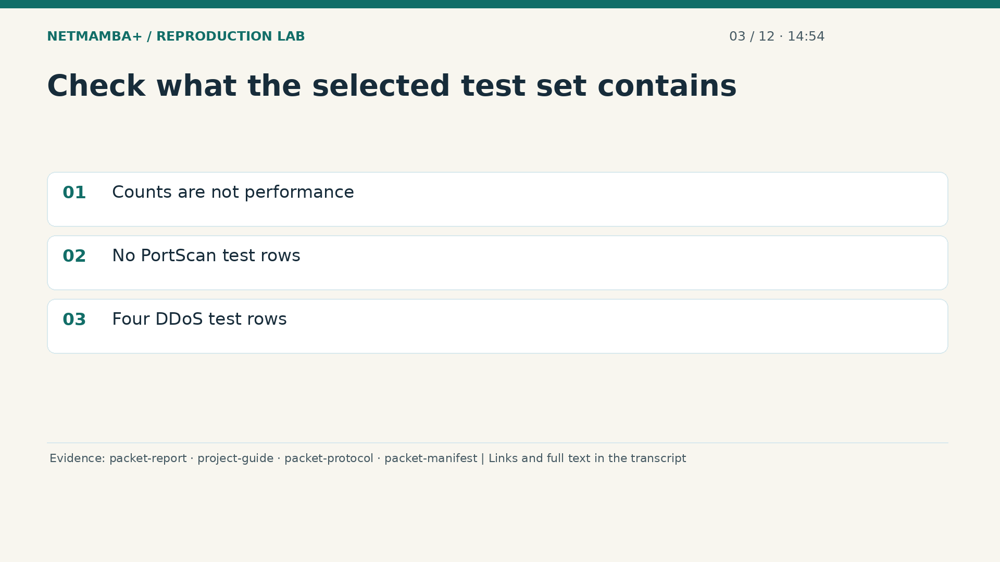 NETMAMBA+ / REPRODUCTION LAB
03 / 12 · 14:54
Check what the selected test set contains
01 Counts are not performance
02 No PortScan test rows
03 Four DDoS test rows
Evidence: packet-report · project-guide · packet-protocol · packet-manifest | Links and full text in the transcript